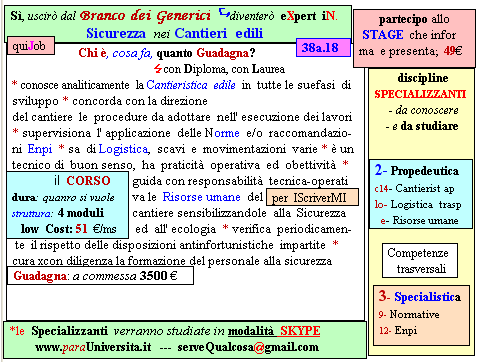 Sì, uscirò dal Branco dei Generici diventerò eXpert iN.
Sicurezza nei Cantieri edili
quiJob
38a.18
Chi è, cosa fa, quanto Guadagna?
con Diploma, con Laurea
* conosce analiticamente la Cantieristica edile in tutte le suefasi di
sviluppo * concorda con la direzione
del cantiere le procedure da adottare nell'esecuzione dei lavori
* supervisiona l'applicazione delle Norme e/o raccomandazio-
ni Enpi * sa di Logistica, scavi e movimentazioni varie * è un
tecnico di buon senso, ha praticità operativa ed obettività *
guida con responsabilità tecnica-operati
va le Risorse umane del
cantiere sensibilizzandole alla Sicurezza
ed all'ecologia * verifica periodicamen-
te il rispetto delle disposizioni antinfortunistiche impartite *
cura xcon diligenza la formazione del personale alla sicurezza
il CORSO
dura: quanro si vuole
struttura: 4 moduli
low Cost: 51 €/ms
per IScriverMI
Guadagna: a commessa 3500 €
*le Specializzanti verranno studiate in modalità SKYPE
www.paraUniversita.it --- serveQualcosa@gmail.com
partecipo allo
STAGE che infor
ma e presenta; 49€
discipline
SPECIALIZZANTI
- da conoscere
- e da studiare
2- Propedeutica
c14- Cantierist ap
lo- Logistica trasp
e- Risorse umane
Competenze
trasversali
3- Specialistica
9- Normative
12- Enpi